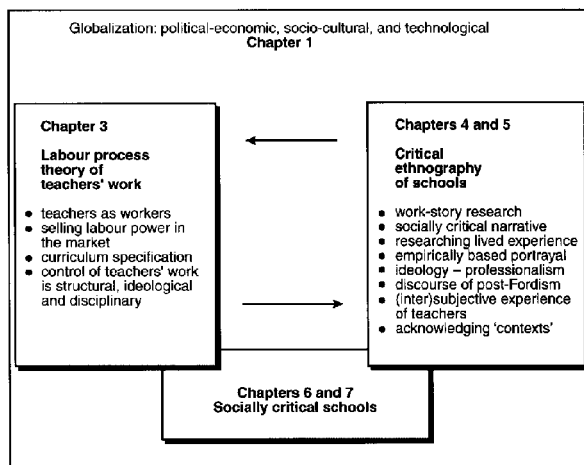 Globalization: political-economic, socio-cultural, and technological
Chapter 1
Chapter 3
Labour process
theory of
teachers' work
● teachers as workers
● selling labour power in
the market
● curriculum specification
● control of teachers' work
is structural, ideological
and disciplinary
Chapters 4 and 5
Critical
ethnography
of schools
● work-story research
● socially critical narrative
● researching lived experience
● empirically based portrayal
● ideology – professionalism
● discourse of post-Fordism
● (inter)subjective experience
of teachers
● acknowledging ‘contexts’
Chapters 6 and 7
Socially critical schools